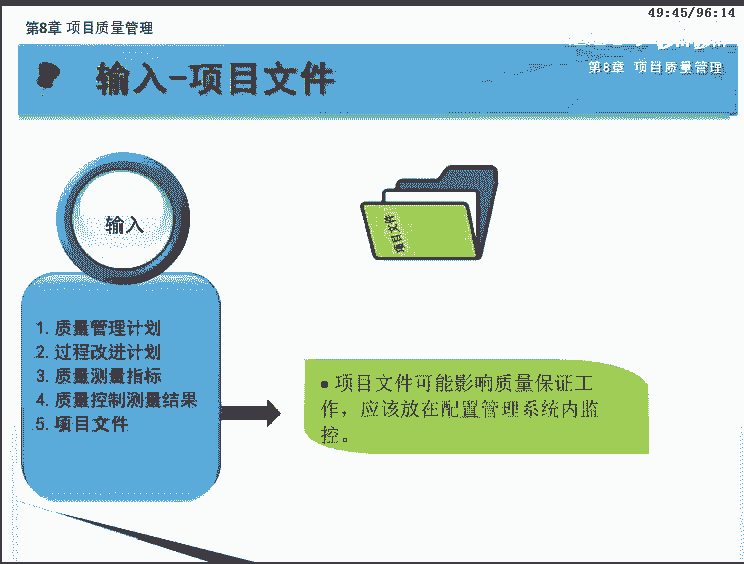 49:45/96:14
第8章 项目质量管理
输入-项目文件
第8章 项目质量管理
输入
项目文件
1. 质量管理计划
2. 过程改进计划
3. 质量测量指标
4. 质量控制测量结果
5. 项目文件
● 项目文件可能影响质量保证工
作，应该放在配置管理系统内监
控。